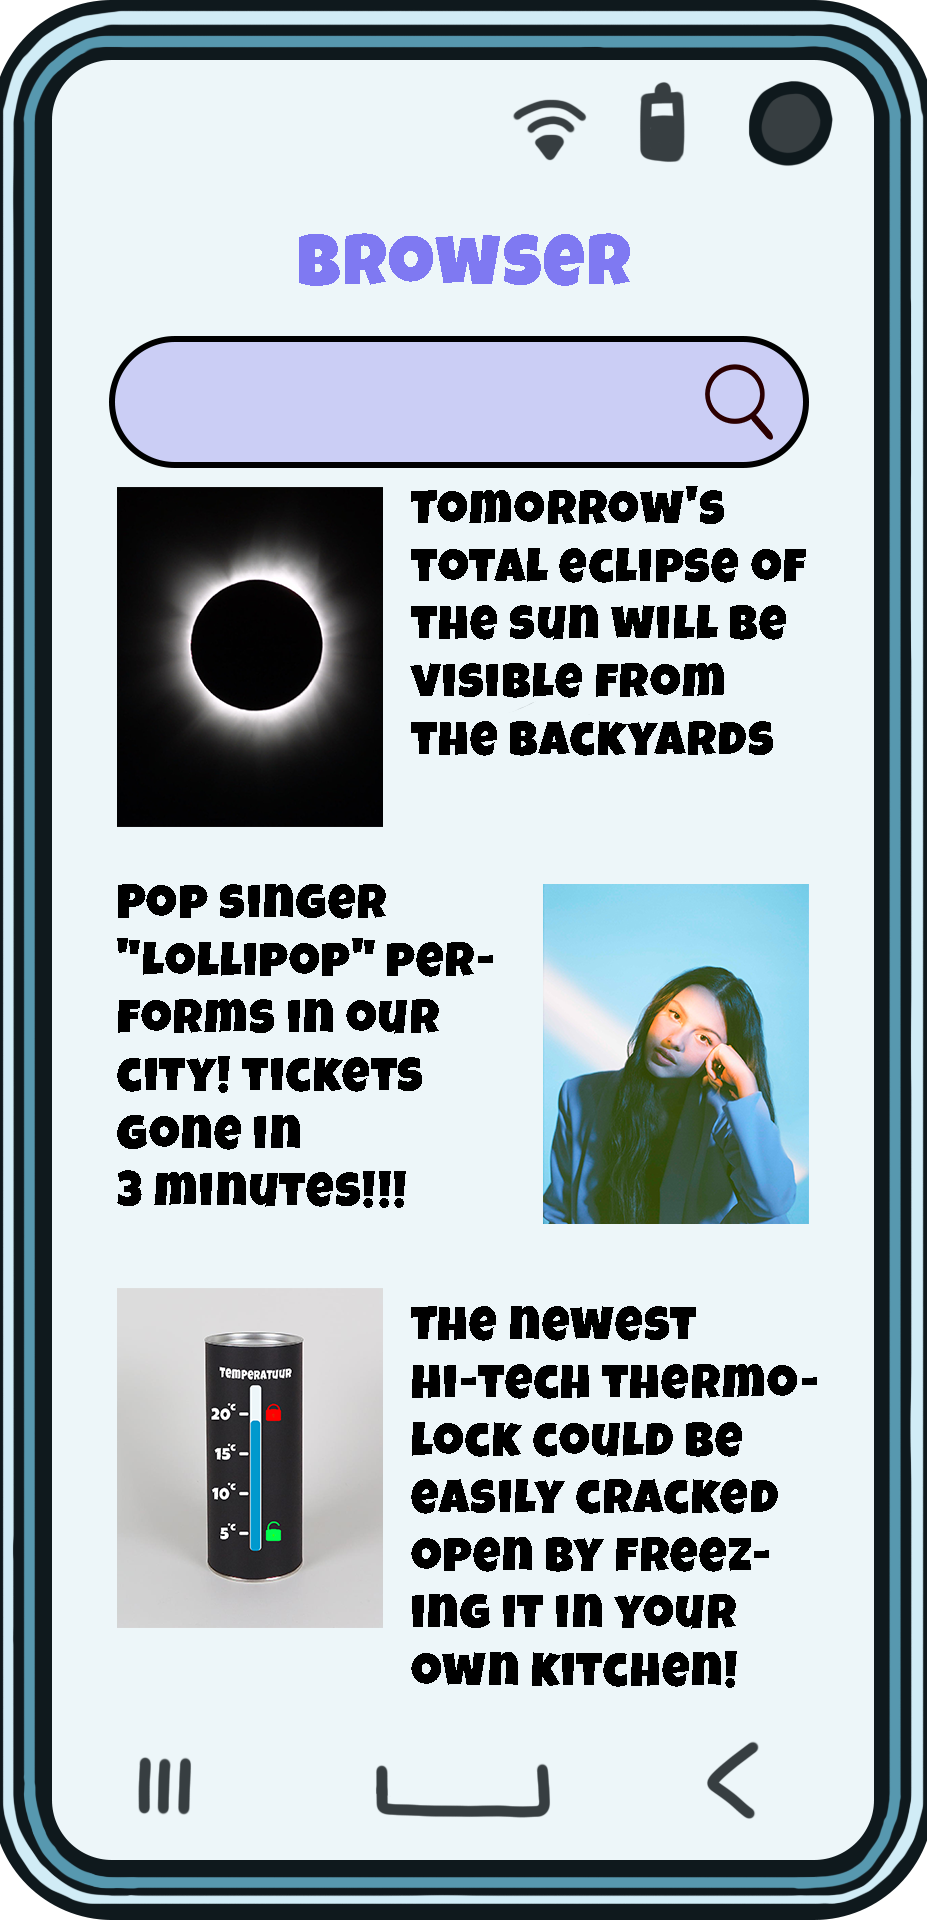 BROWSER
TOMORROW'S
TOTAL ECLIPSE OF
THE SUN WILL BE
VISIBLE FROM
THE BACKYARDS
POP SINGER
"LOLLIPOP" PER-
FORMS IN OUR
CITY! TICKETS
GONE IN
3 MINUTES!!!
TEMPERATUUR
20°C
15°C
10°C
5°C
THE NEWEST
HI-TECH THERMO-
LOCK COULD BE
EASILY CRACKED
OPEN BY FREEZ-
ING IT IN YOUR
OWN KITCHEN!